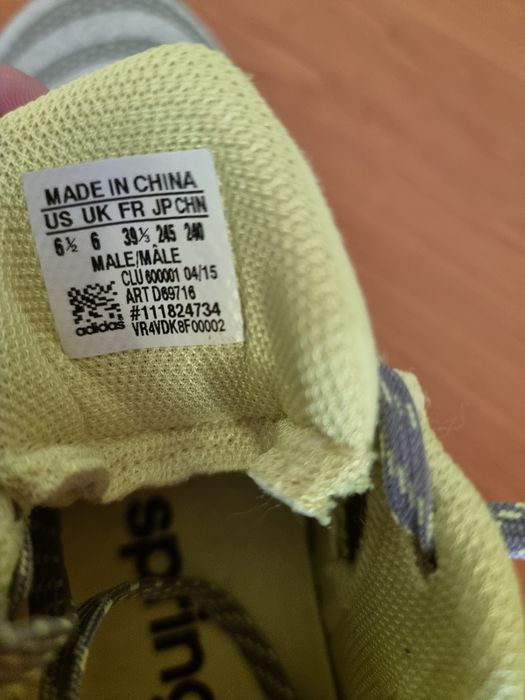 MADE IN CHINA
US UK FR JP CHN
6½ 6 39⅓ 245 240
MALE/MÂLE
CLU 600001 04/15
ART D69716
#111824734
adidas VR4VDK8F00002
spring